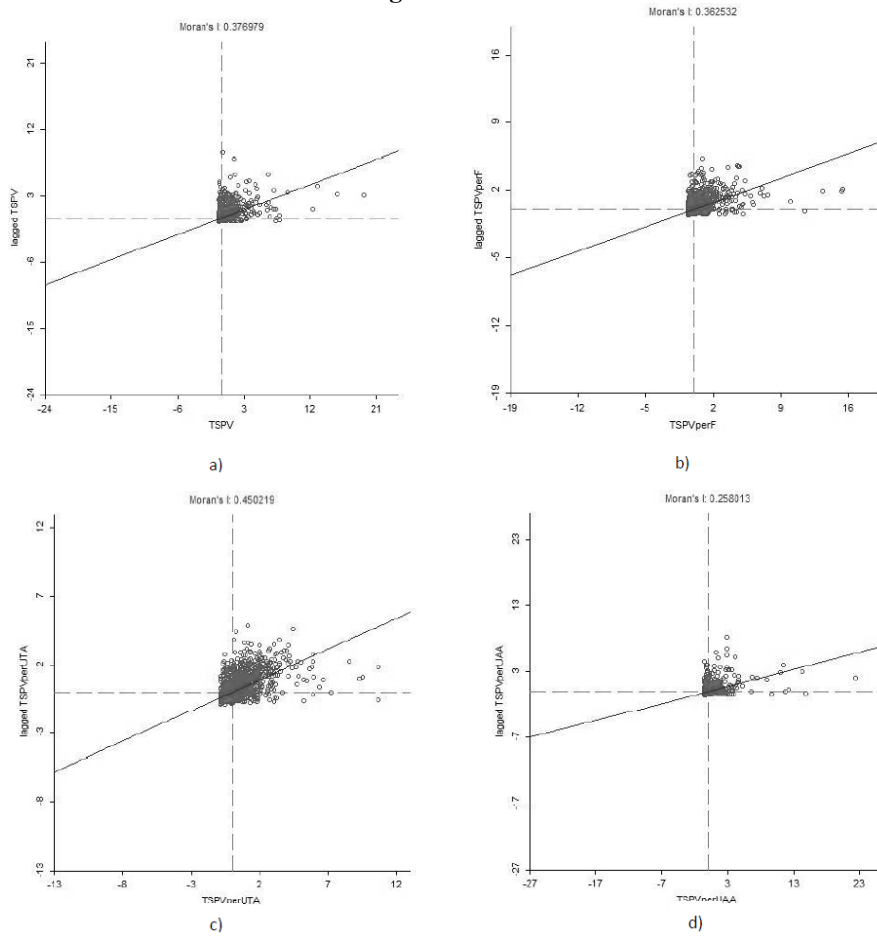 Moran's I: 0.376979
21
12
3
-6
-15
-24
lagged TSPV
-24 -15 -6 3 12 21
TSPV
a)
Moran's I: 0.362532
16
9
2
-5
-12
-19
lagged TSPVperF
-19 -12 -5 2 9 16
TSPVperF
b)
Moran's I: 0.450219
12
7
2
-3
-8
-13
lagged TSPVperUTA
-13 -8 -3 2 7 12
TSPVperUTA
c)
Moran's I: 0.258013
23
13
3
-7
-7
-27
lagged TSPVperUAA
-27 -17 -7 3 13 23
TSPVperUAA
d)